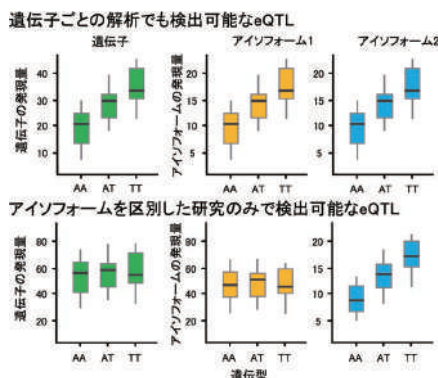 遺伝子ごとの解析でも検出可能なeQTL
遺伝子 アイソフォーム1 アイソフォーム2
遺伝子の発現量
40
30
20
10
アイソフォームの発現量
20
15
10
5
20
15
10
5
AA AT TT AA AT TT AA AT TT
アイソフォームを区別した研究のみで検出可能なeQTL
遺伝子の発現量
80
60
40
20
アイソフォームの発現量
80
60
40
20
20
15
10
5
AA AT TT AA AT TT AA AT TT
遺伝型